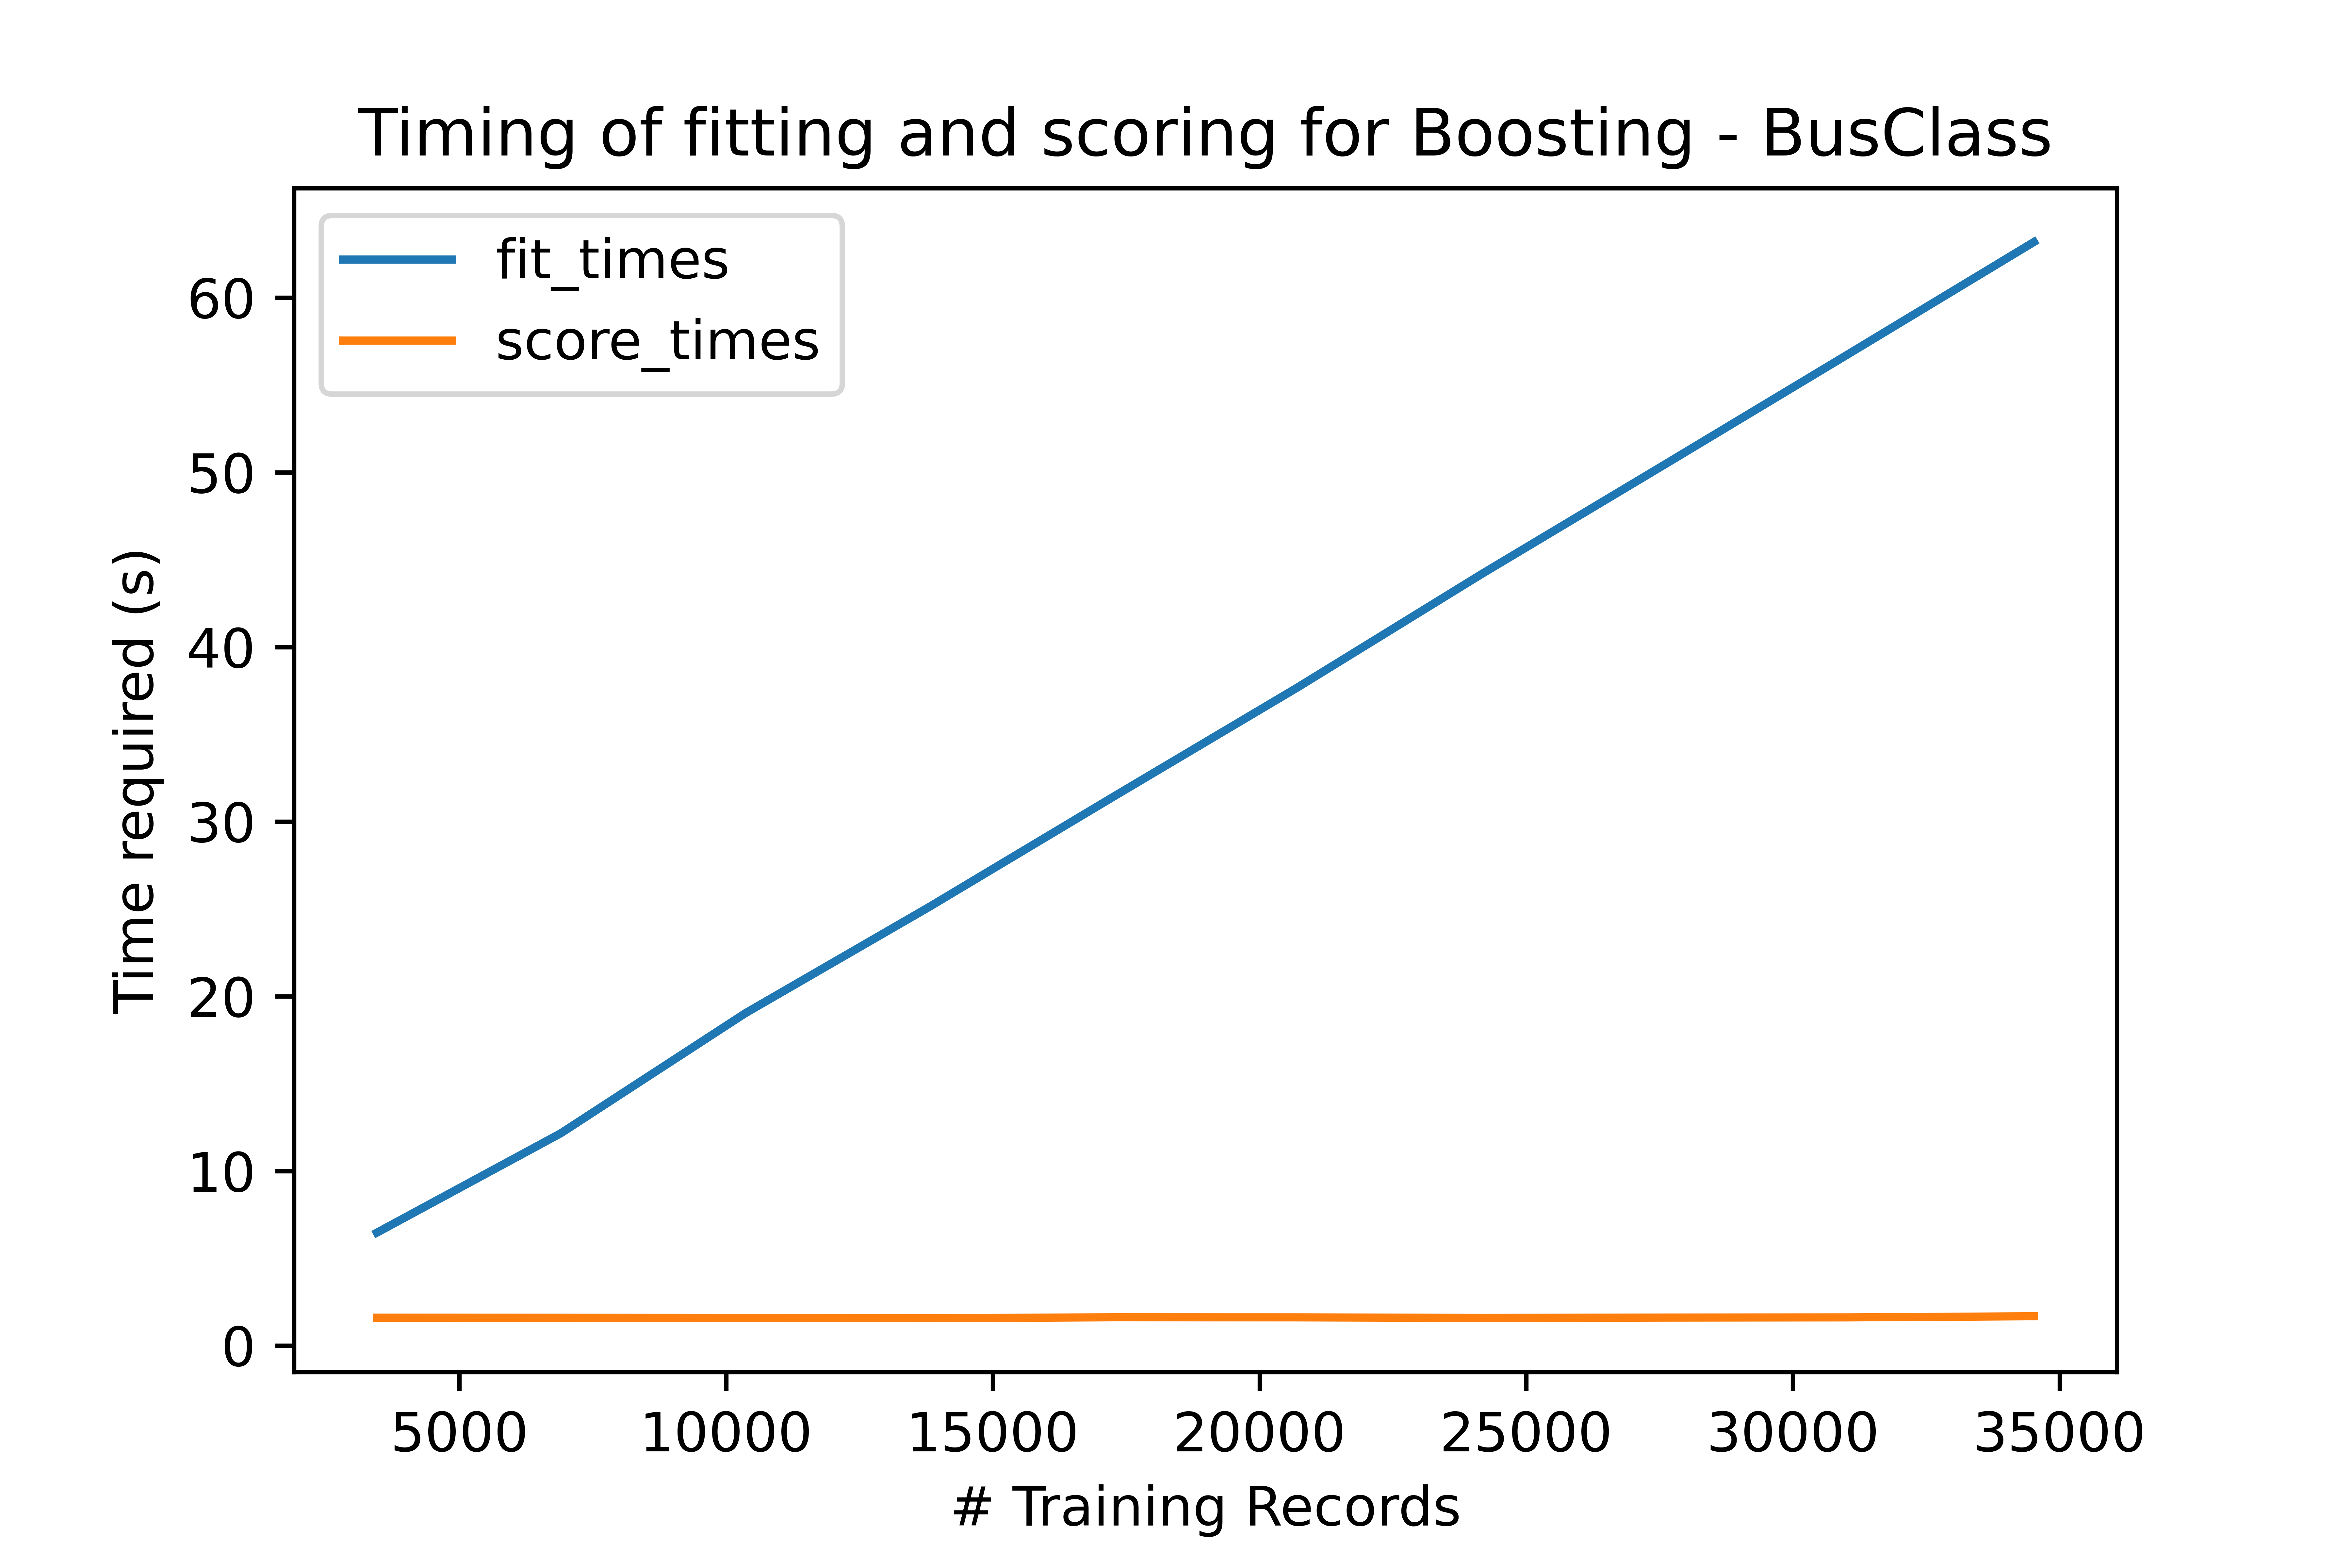 Timing of fitting and scoring for Boosting - BusClass
fit_times
score_times
Time required (s)
60
50
40
30
20
10
0
5000 10000 15000 20000 25000 30000 35000
# Training Records